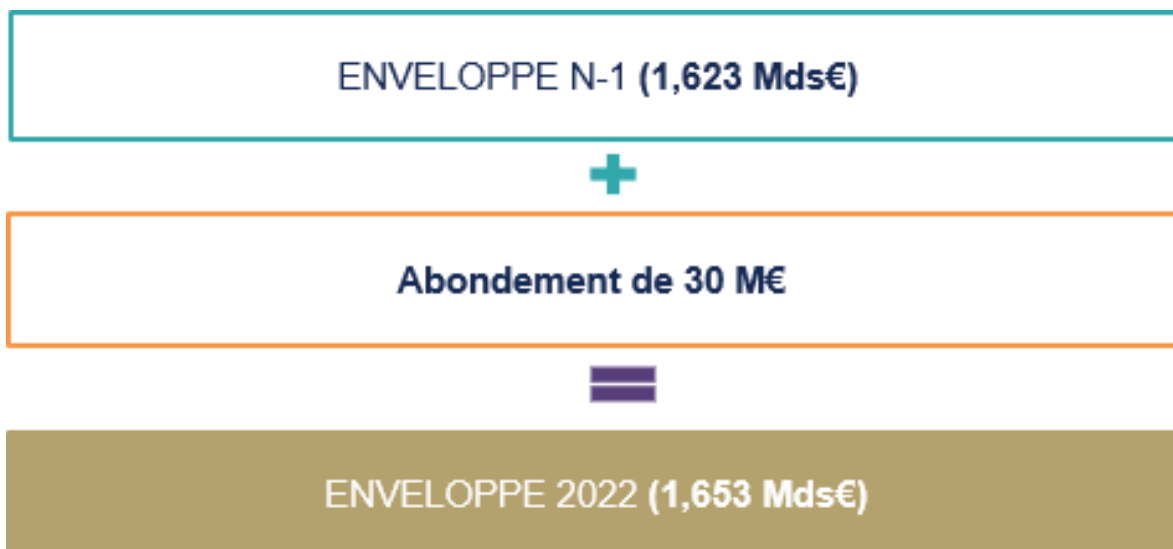 ENVELOPPE N-1 (1,623 Mds€)
+
Abondement de 30 M€
=
ENVELOPPE 2022 (1,653 Mds€)